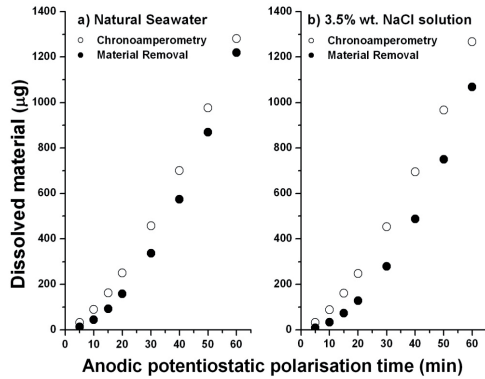 a) Natural Seawater
Chronoamperometry
Material Removal
b) 3.5% wt. NaCl solution
Chronoamperometry
Material Removal
Dissolved material (µg)
1400
1200
1000
800
600
400
200
0
1400
1200
1000
800
600
400
200
0
0 10 20 30 40 50 60
0 10 20 30 40 50 60
Anodic potentiostatic polarisation time (min)